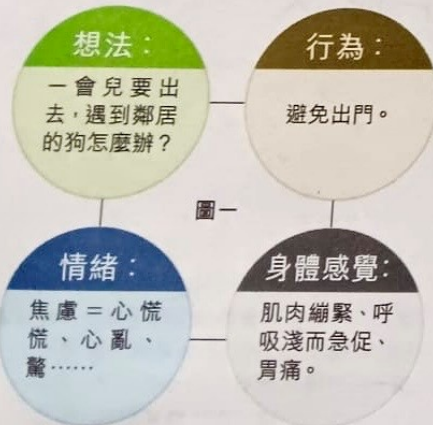 想法：
一會兒要出
去，遇到鄰居
的狗怎麼辦？
行為：
避免出門。
圖一
情緒：
焦慮＝心慌
慌、心亂、
驚……
身體感覺：
肌肉繃緊、呼
吸淺而急促、
胃痛。